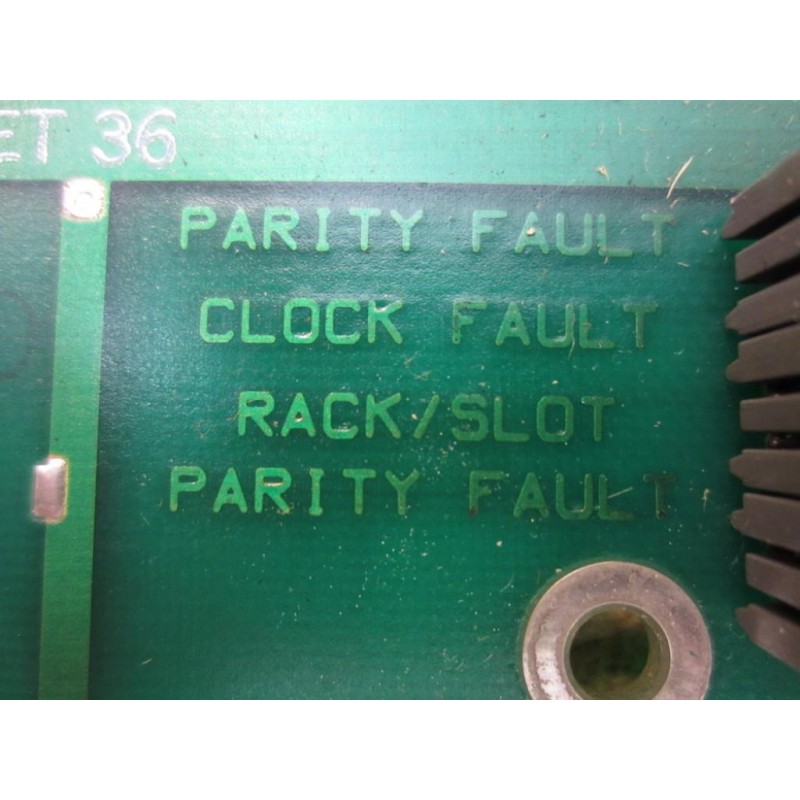 ET 36
PARITY FAULT
CLOCK FAULT
RACK/SLOT
PARITY FAULT